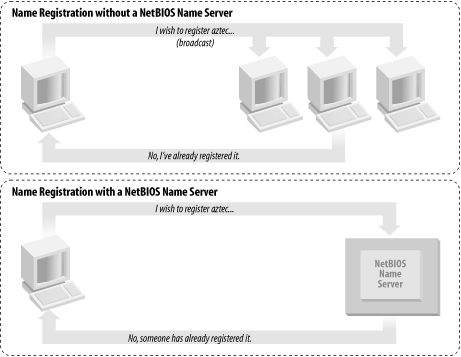 Name Registration without a NetBIOS Name Server
I wish to register aztec...
(broadcast)
No, I've already registered it.
Name Registration with a NetBIOS Name Server
I wish to register aztec...
NetBIOS
Name
Server
No, someone has already registered it.